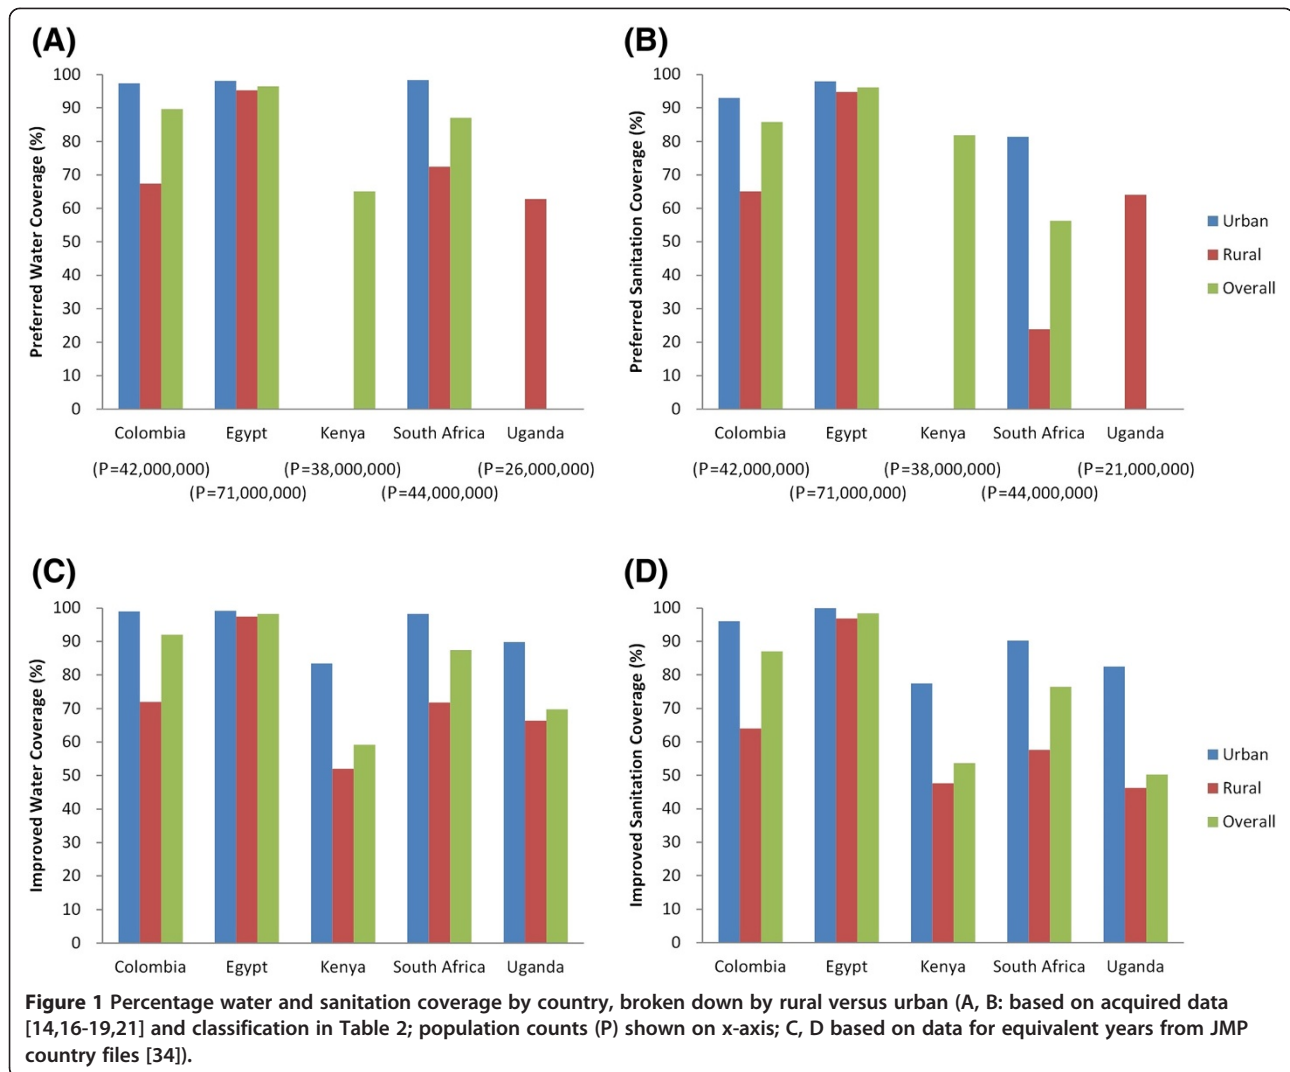 (A)
Preferred Water Coverage (%)
100
90
80
70
60
50
40
30
20
10
0
Colombia Egypt Kenya South Africa Uganda
(P=42,000,000) (P=38,000,000) (P=26,000,000)
(P=71,000,000) (P=44,000,000)
(B)
Preferred Sanitation Coverage (%)
100
90
80
70
60
50
40
30
20
10
0
Colombia Egypt Kenya South Africa Uganda
(P=42,000,000) (P=38,000,000) (P=21,000,000)
(P=71,000,000) (P=44,000,000)
Urban
Rural
Overall
(C)
Improved Water Coverage (%)
100
90
80
70
60
50
40
30
20
10
0
Colombia Egypt Kenya South Africa Uganda
(D)
Improved Sanitation Coverage (%)
100
90
80
70
60
50
40
30
20
10
0
Colombia Egypt Kenya South Africa Uganda
Urban
Rural
Overall
Figure 1 Percentage water and sanitation coverage by country, broken down by rural versus urban (A, B: based on acquired data
[14,16-19,21] and classification in Table 2; population counts (P) shown on x-axis; C, D based on data for equivalent years from JMP
country files [34]).